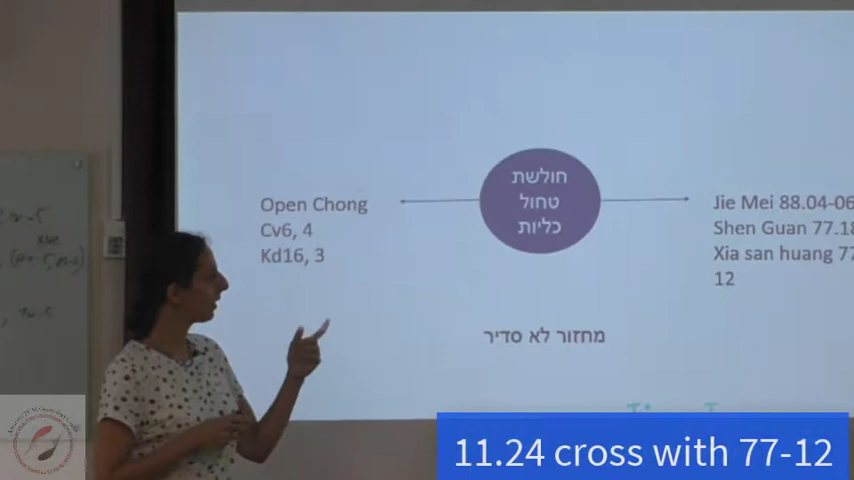 Open Chong
Cv6, 4
Kd16, 3
חולשת
טחול
כליות
Jie Mei 88.04-06
Shen Guan 77.18
Xia san huang 77
12
מחזור לא סדיר
11.24 cross with 77-12